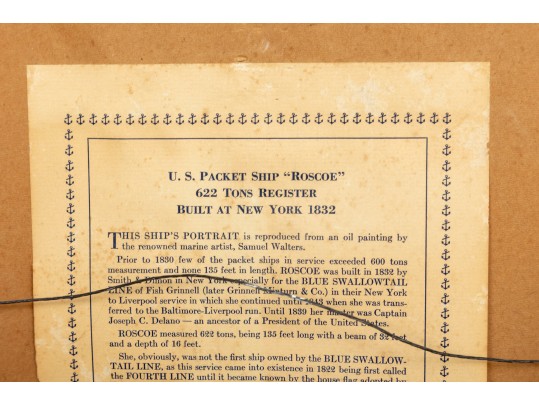 U. S. PACKET SHIP “ROSCOE”
622 TONS REGISTER
BUILT AT NEW YORK 1832
THIS SHIP'S PORTRAIT is reproduced from an oil painting by
the renowned marine artist, Samuel Walters.
Prior to 1830 few of the packet ships in service exceeded 600 tons
measurement and none 135 feet in length. ROSCOE was built in 1832 by
Smith & Dimon in New York especially for the BLUE SWALLOWTAIL
LINE of Fish Grinnell (later Grinnell Minturn & Co.) in their New York
to Liverpool service in which she continued until 1843 when she was trans-
ferred to the Baltimore-Liverpool run. Until 1839 her master was Captain
Joseph C. Delano — an ancestor of a President of the United States.
ROSCOE measured 622 tons, being 135 feet long with a beam of 32 feet
and a depth of 16 feet.
She, obviously, was not the first ship owned by the BLUE SWALLOW-
TAIL LINE, as this service came into existence in 1822 being first called
the FOURTH LINE until it became known by the house flag adopted by